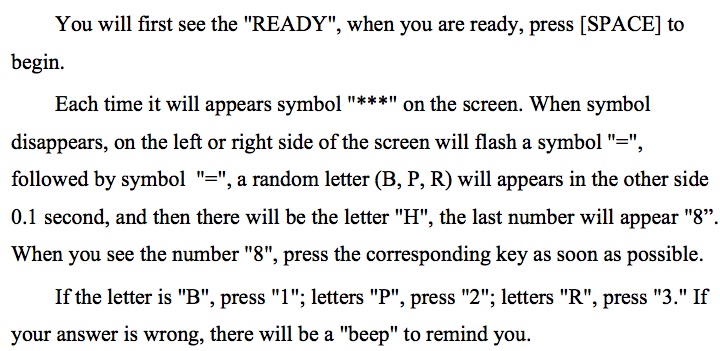 You will first see the "READY", when you are ready, press [SPACE] to
begin.
Each time it will appears symbol "***" on the screen. When symbol
disappears, on the left or right side of the screen will flash a symbol "=",
followed by symbol  "=", a random letter (B, P, R) will appears in the other side
0.1 second, and then there will be the letter "H", the last number will appear "8”.
When you see the number "8", press the corresponding key as soon as possible.
If the letter is "B", press "1"; letters "P", press "2"; letters "R", press "3." If
your answer is wrong, there will be a "beep" to remind you.